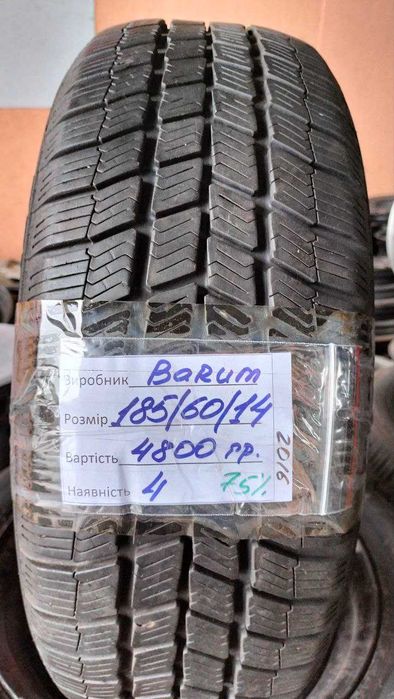 Виробник Barum
Розмір 185/60/14
Вартість 4800 гр.
Наявність 4 75%
2016